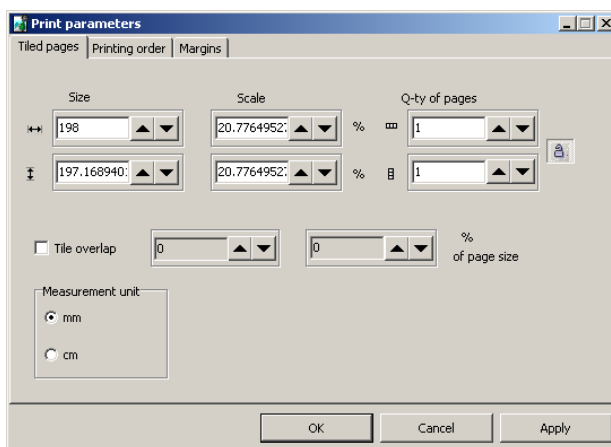 Print parameters
Tiled pages Printing order Margins
Size Scale Q-ty of pages
198 20.7764952 % 1
197.168940 20.7764952 % 1
Tile overlap 0 0 %
of page size
Measurement unit
mm
cm
OK Cancel Apply